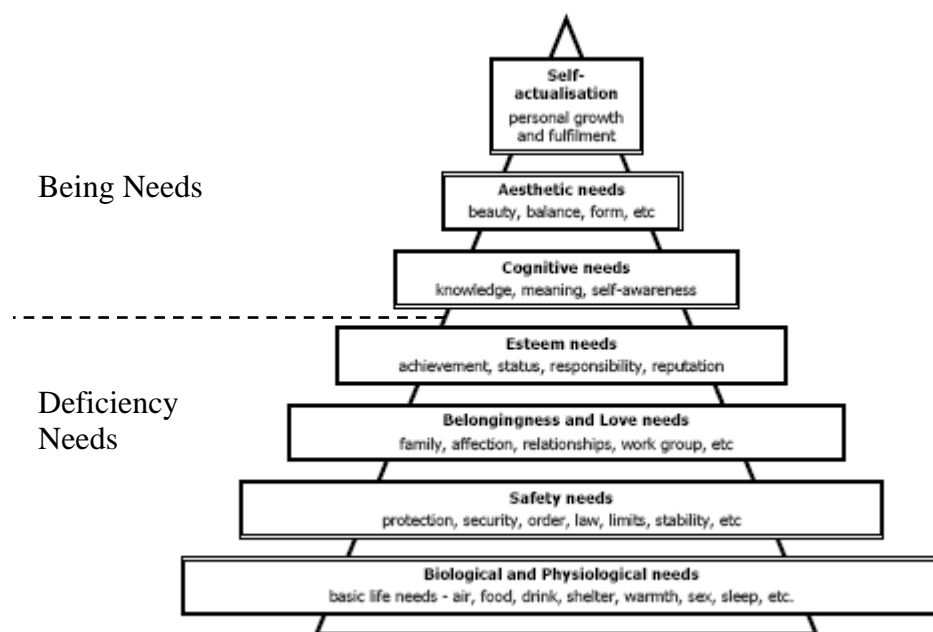 Self-
actualisation
personal growth
and fulfilment
Being Needs
Aesthetic needs
beauty, balance, form, etc
Cognitive needs
knowledge, meaning, self-awareness
Esteem needs
achievement, status, responsibility, reputation
Deficiency
Needs
Belongingness and Love needs
family, affection, relationships, work group, etc
Safety needs
protection, security, order, law, limits, stability, etc
Biological and Physiological needs
basic life needs - air, food, drink, shelter, warmth, sex, sleep, etc.